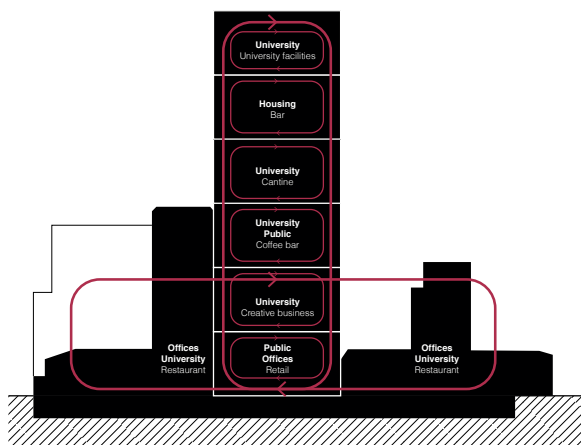 University
University facilities
Housing
Bar
University
Cantine
University
Public
Coffee bar
University
Creative business
Offices
University
Restaurant
Public
Offices
Retail
Offices
University
Restaurant